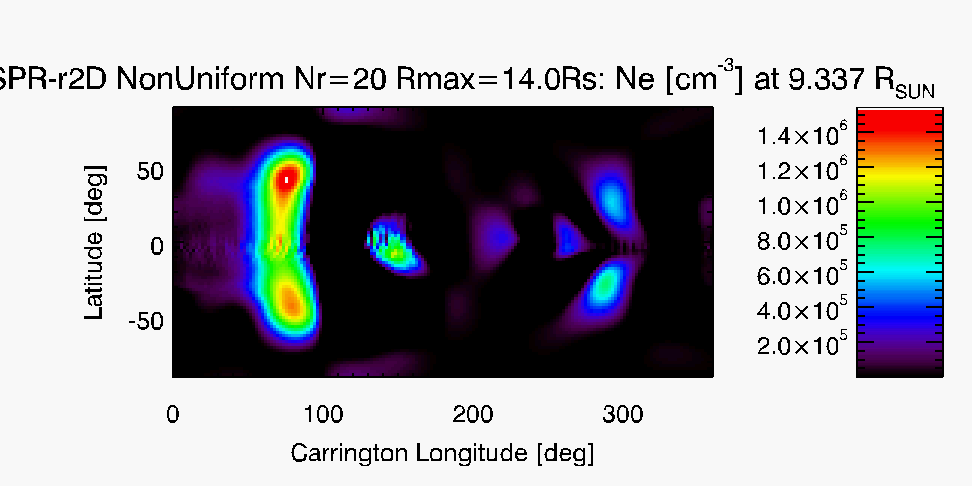 SPR-r2D NonUniform Nr=20 Rmax=14.0Rs: Ne [cm⁻³] at 9.337 R_SUN
1.4×10⁶
1.2×10⁶
1.0×10⁶
8.0×10⁵
6.0×10⁵
4.0×10⁵
2.0×10⁵
Latitude [deg]
50
0
-50
0 100 200 300
Carrington Longitude [deg]